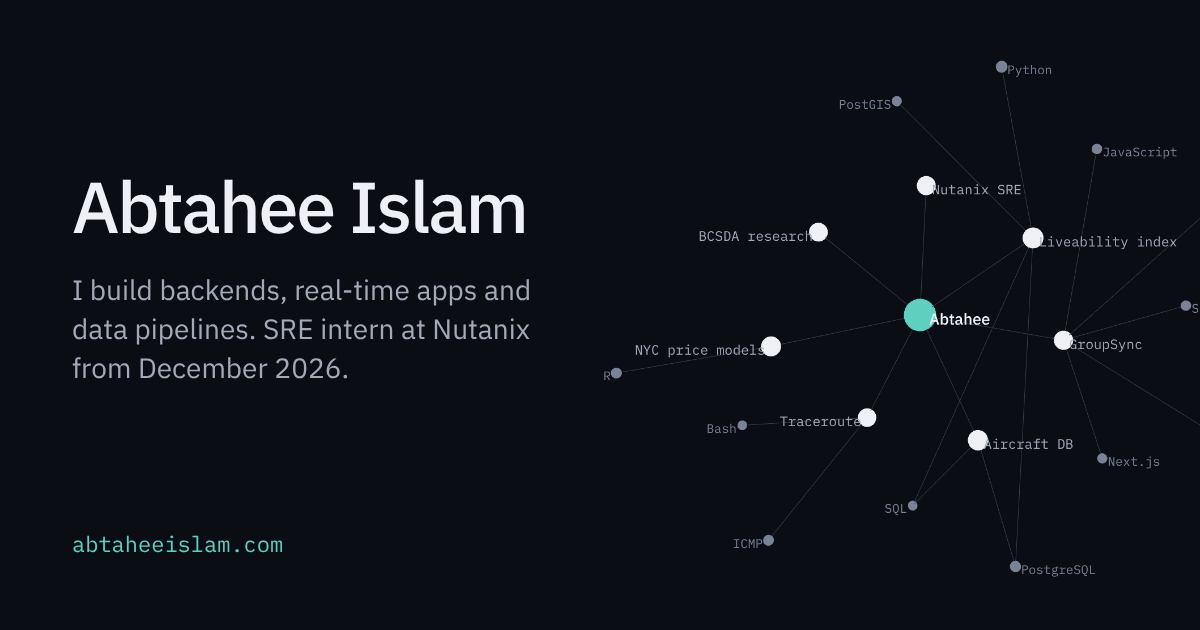 Abtahee Islam
I build backends, real-time apps and
data pipelines. SRE intern at Nutanix
from December 2026.
abtaheeislam.com
Python
PostGIS
JavaScript
Nutanix SRE
BCSDA research
Liveability index
S
Abtahee
GroupSync
NYC price models
R
Traceroute
Bash
Aircraft DB
Next.js
SQL
ICMP
PostgreSQL